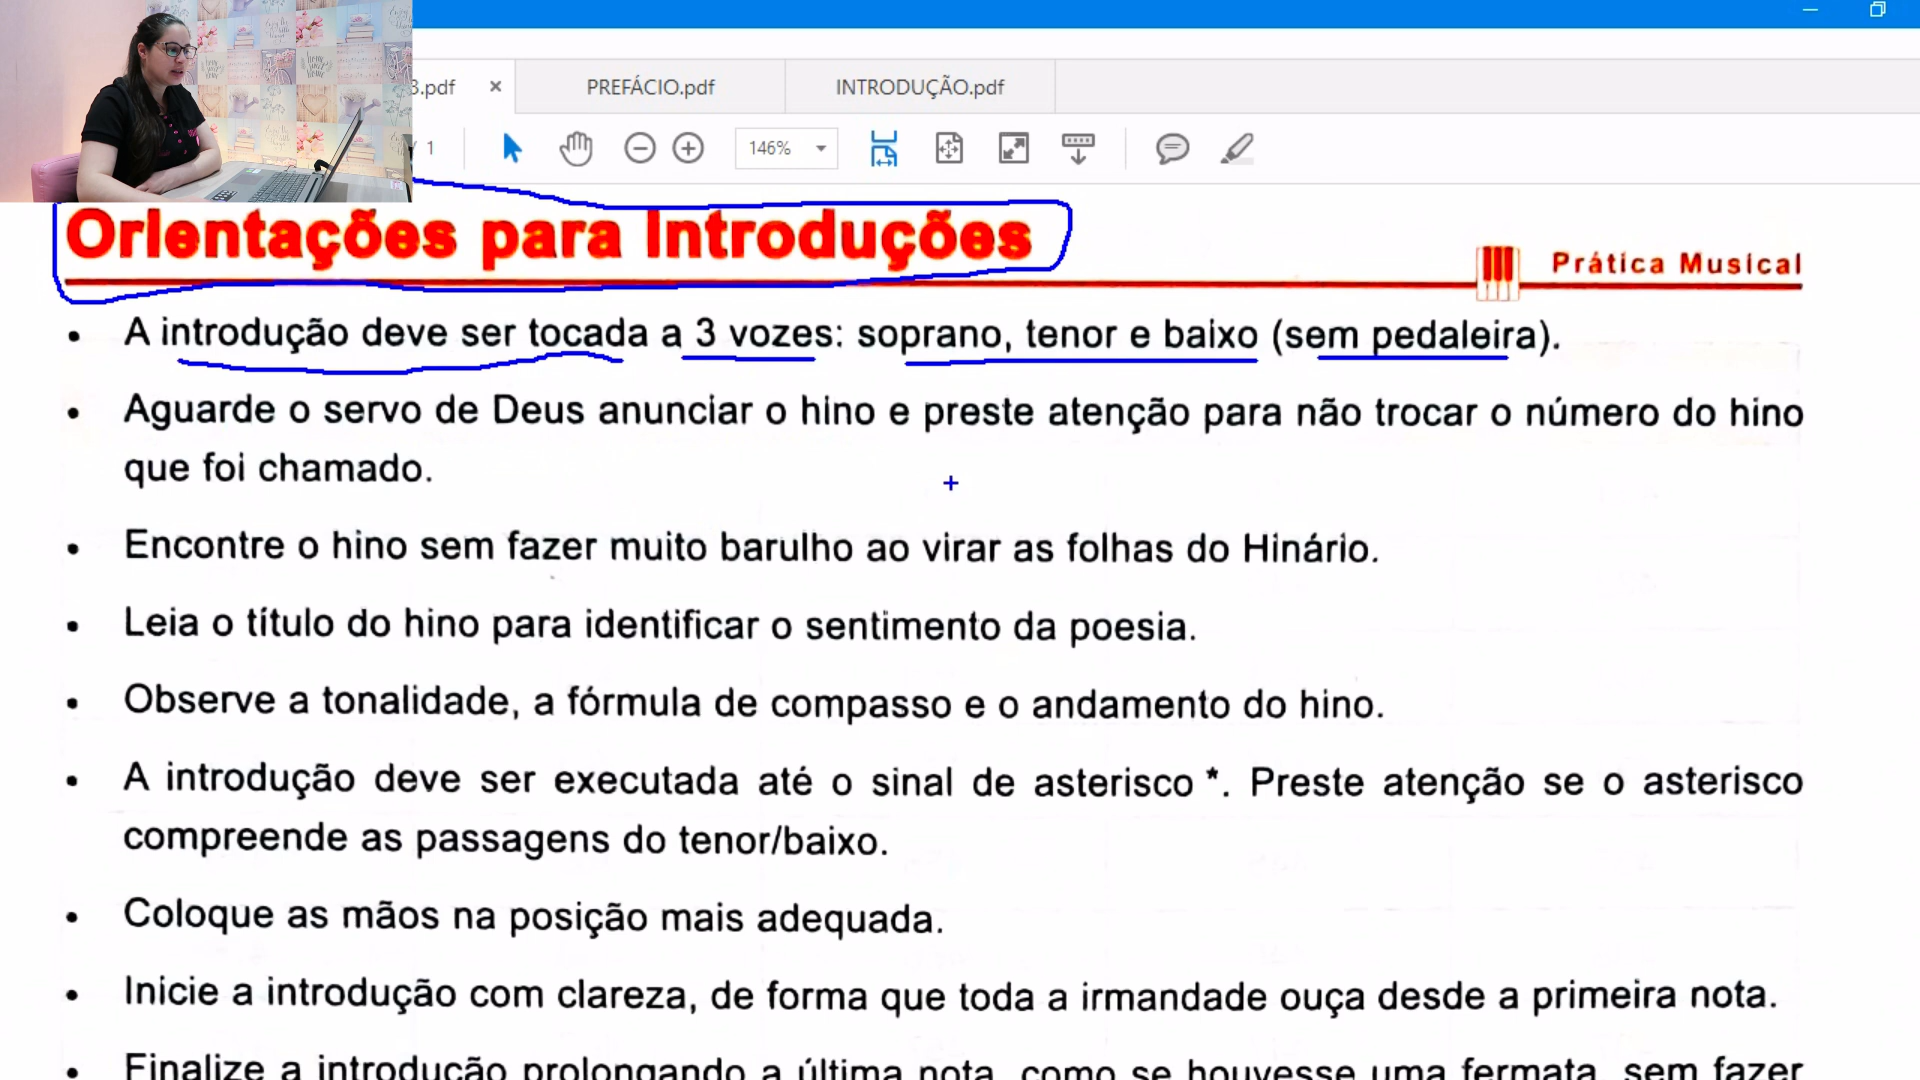 3.pdf
PREFÁCIO.pdf
INTRODUÇÃO.pdf
/ 1
146%
Orientações para Introduções
Prática Musical
• A introdução deve ser tocada a 3 vozes: soprano, tenor e baixo (sem pedaleira).
• Aguarde o servo de Deus anunciar o hino e preste atenção para não trocar o número do hino
que foi chamado.
• Encontre o hino sem fazer muito barulho ao virar as folhas do Hinário.
• Leia o título do hino para identificar o sentimento da poesia.
• Observe a tonalidade, a fórmula de compasso e o andamento do hino.
• A introdução deve ser executada até o sinal de asterisco *. Preste atenção se o asterisco
compreende as passagens do tenor/baixo.
• Coloque as mãos na posição mais adequada.
• Inicie a introdução com clareza, de forma que toda a irmandade ouça desde a primeira nota.
• Finalize a introdução prolongando a última nota, como se houvesse uma fermata, sem fazer